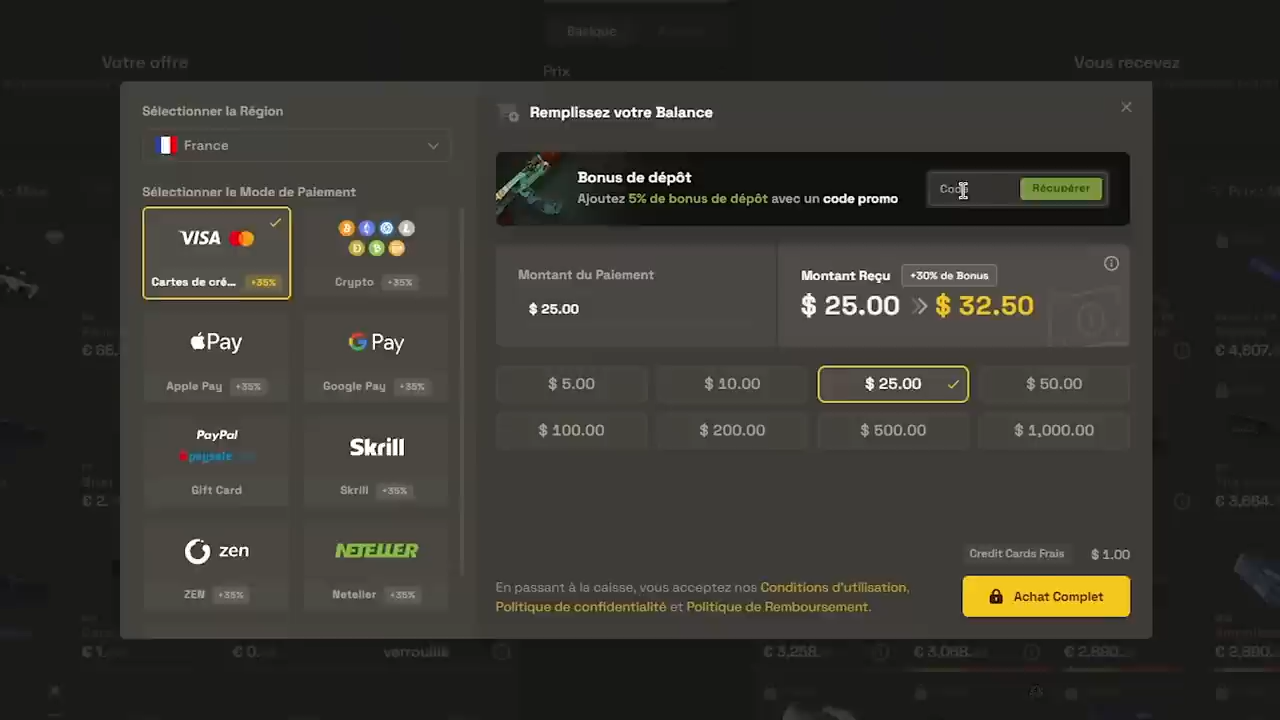 Basique
Votre offre
Vous recevez
Prix
Sélectionner la Région
France
Sélectionner le Mode de Paiement
VISA
Cartes de cré... +35%
Crypto +35%
Pay
Apple Pay +35%
G Pay
Google Pay +35%
PayPal
paysafe
Gift Card
Skrill
Skrill +35%
zen
ZEN +35%
NETELLER
Neteller +35%
Remplissez votre Balance
Bonus de dépôt
Ajoutez 5% de bonus de dépôt avec un code promo
Code
Récupérer
Montant du Paiement
$ 25.00
Montant Reçu +30% de Bonus
$ 25.00 » $ 32.50
$ 5.00 $ 10.00 $ 25.00 $ 50.00
$ 100.00 $ 200.00 $ 500.00 $ 1,000.00
Credit Cards Frais $ 1.00
En passant à la caisse, vous acceptez nos Conditions d'utilisation,
Politique de confidentialité et Politique de Remboursement.
Achat Complet
verrouillé